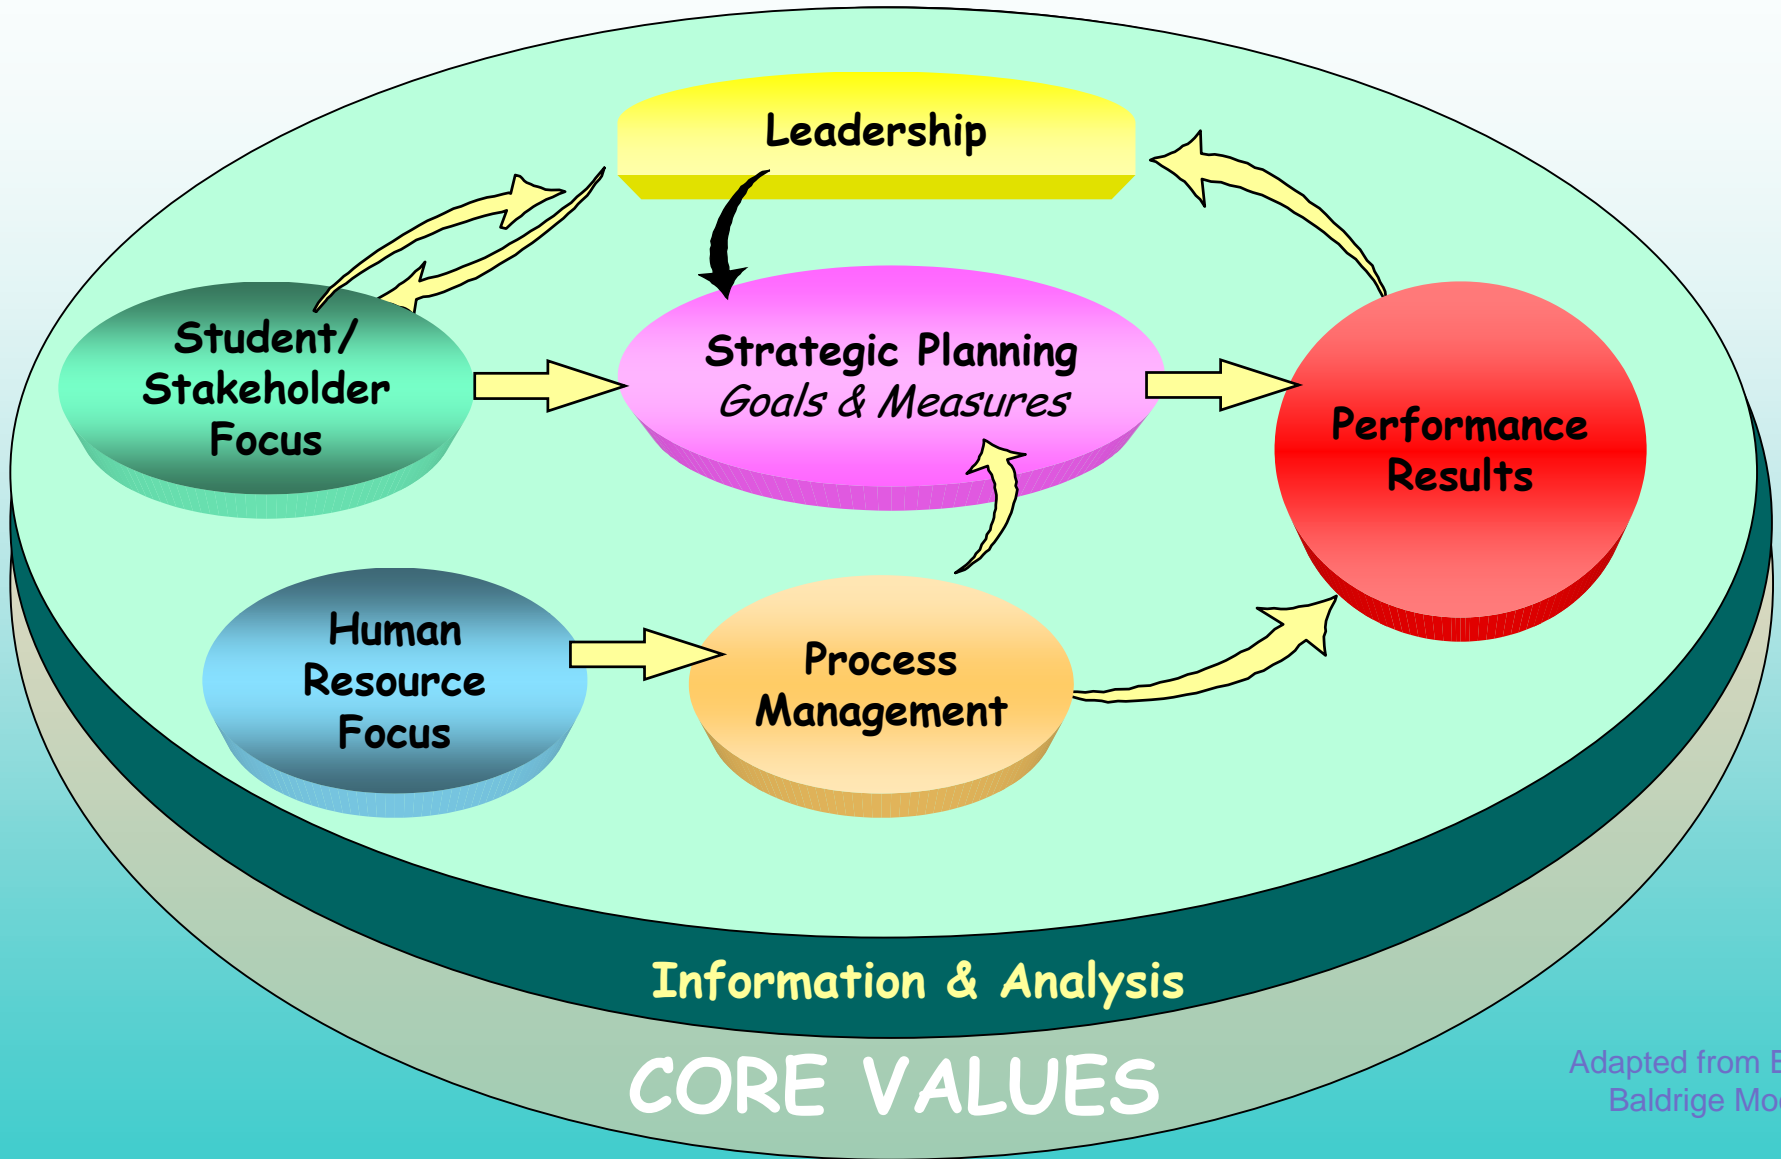 Leadership
Student/
Stakeholder
Focus
Strategic Planning
Goals & Measures
Performance
Results
Human
Resource
Focus
Process
Management
Information & Analysis
CORE VALUES
Adapted from
Baldrige